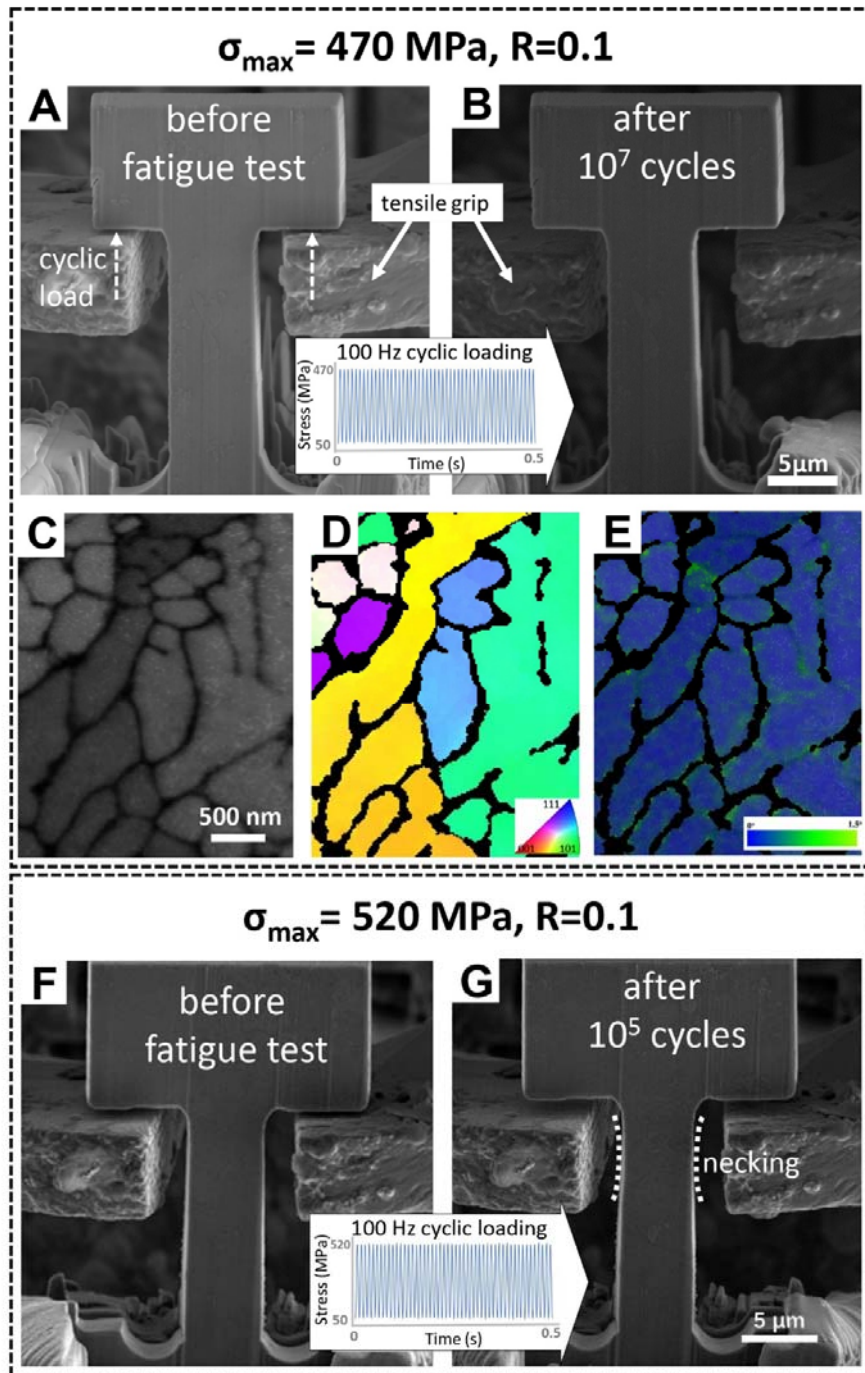 σmax= 470 MPa, R=0.1
A
before
fatigue test
B
after
10⁷ cycles
tensile grip
cyclic
load
100 Hz cyclic loading
470
Stress (MPa)
50
0
Time (s)
0.5
5µm
C
500 nm
D
111
001
101
E
0°
1.5°
σmax= 520 MPa, R=0.1
F
before
fatigue test
G
after
10⁵ cycles
necking
100 Hz cyclic loading
520
Stress (MPa)
50
0
Time (s)
0.5
5 µm